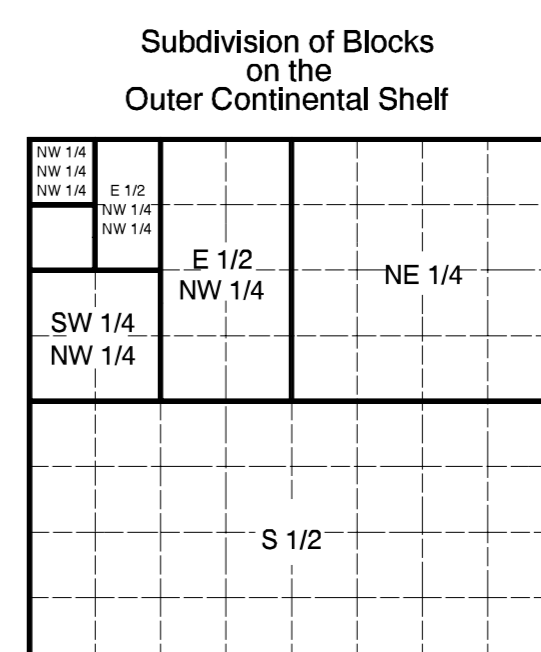 Subdivision of Blocks
on the
Outer Continental Shelf
NW 1/4
NW 1/4
NW 1/4
E 1/2
NW 1/4
NW 1/4
E 1/2
NW 1/4
NE 1/4
SW 1/4
NW 1/4
S 1/2